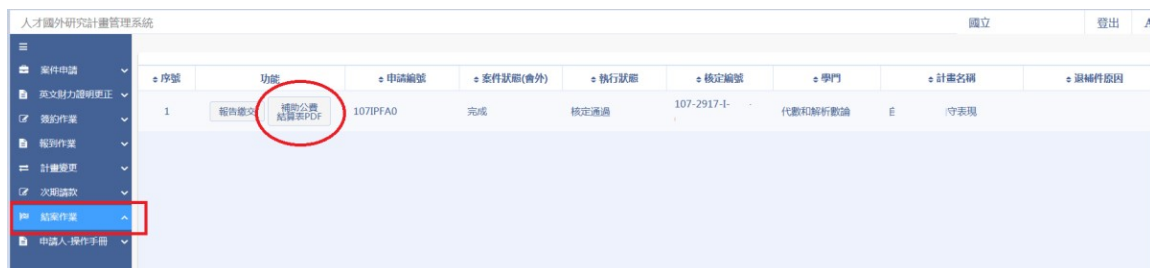 人才國外研究計畫管理系統
國立
登出
案件申請
英文財力證明更正
簽約作業
報到作業
計畫變更
次期請款
結案作業
申請人-操作手冊
序號 功能 申請編號 案件狀態(會外) 執行狀態 核定編號 學門 計畫名稱 退補件原因
1 報告繳交 補助公費 結算表PDF 107IPFA0 完成 核定通過 107-2917-I- 代數和解析數論 守表現